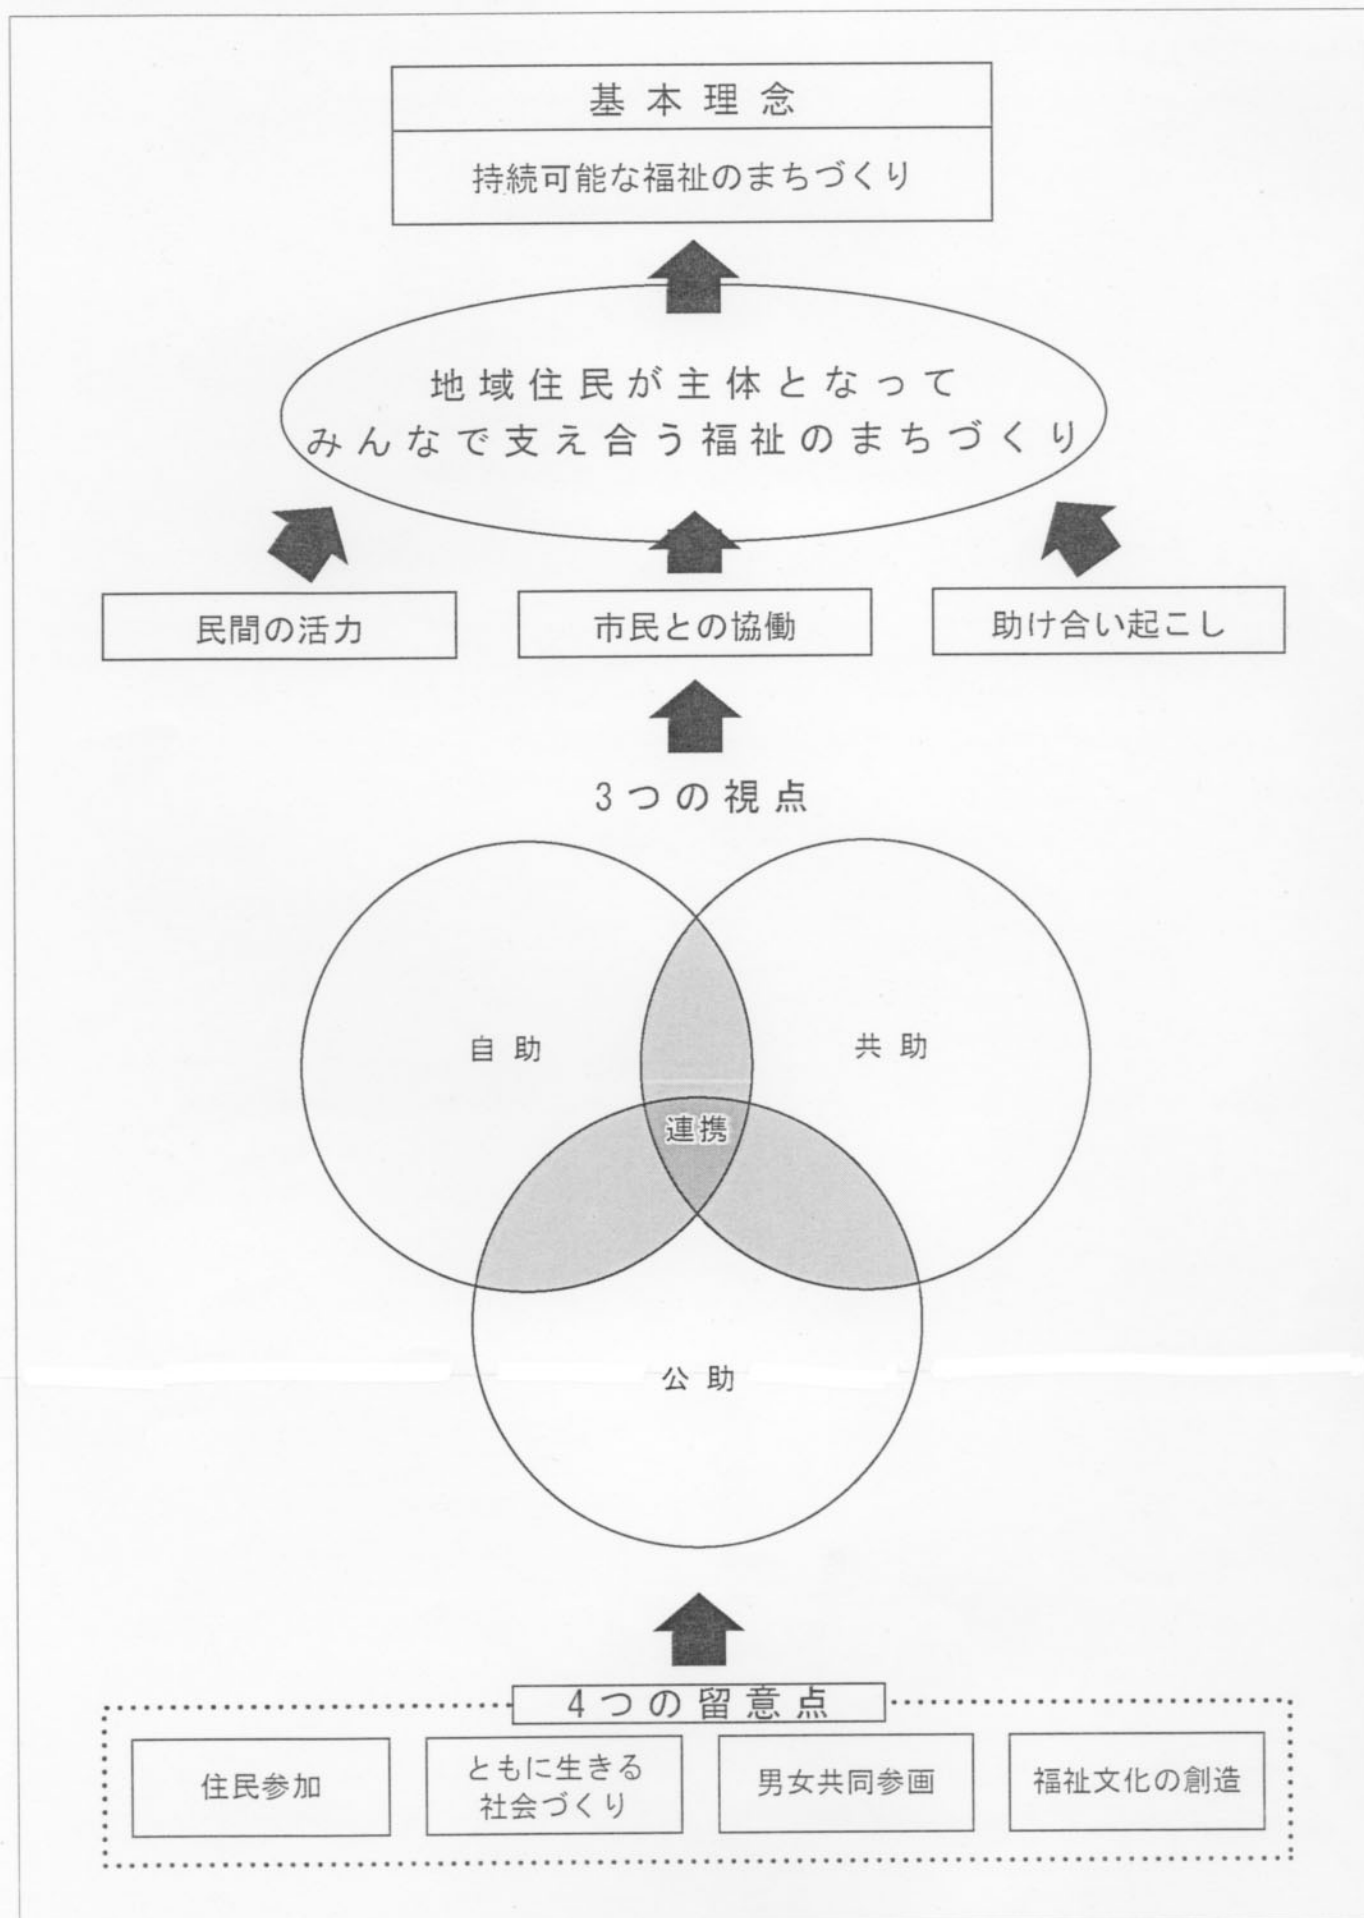 基本理念
持続可能な福祉のまちづくり
地域住民が主体となって
みんなで支え合う福祉のまちづくり
民間の活力
市民との協働
助け合い起こし
3つの視点
自助
共助
連携
公助
4つの留意点
住民参加
ともに生きる
社会づくり
男女共同参画
福祉文化の創造